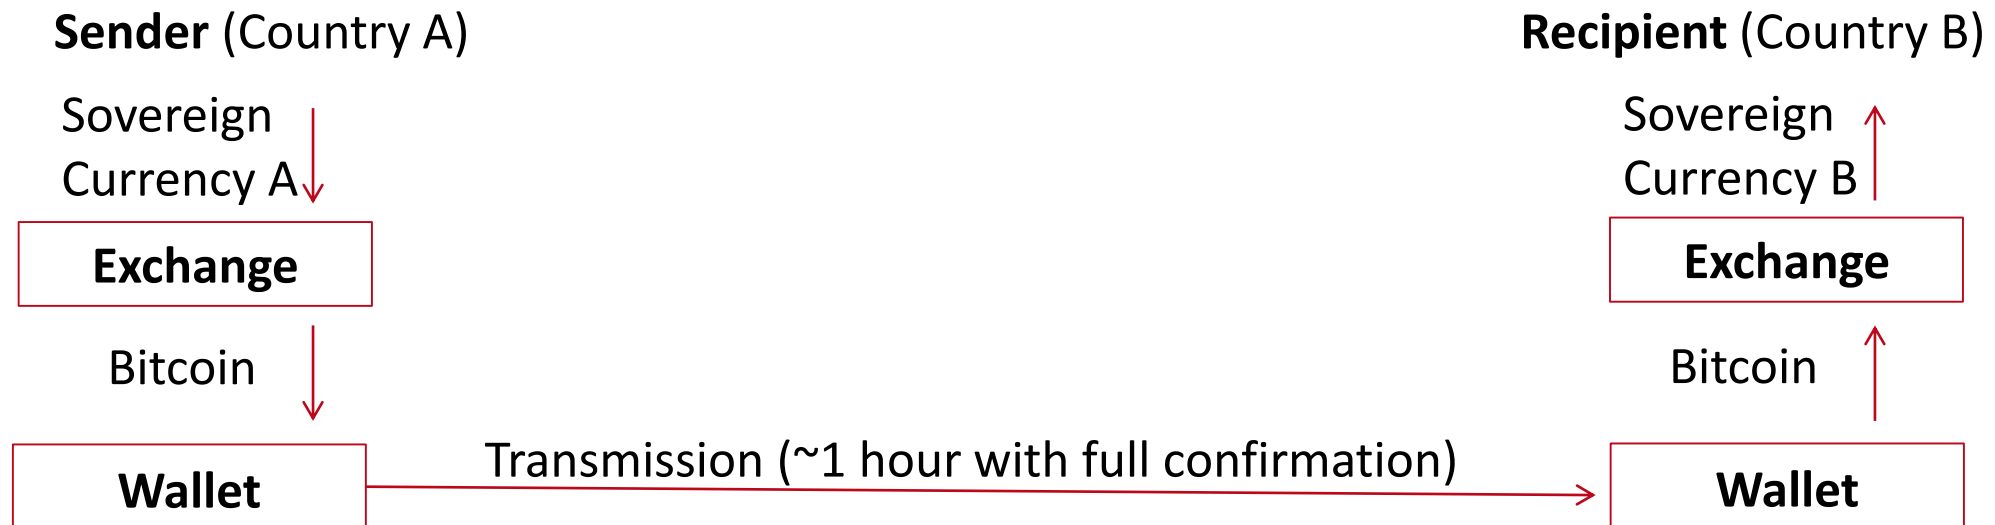 Sender (Country A)
Sovereign
Currency A
Exchange
Bitcoin
Wallet
Transmission (~1 hour with full confirmation)
Recipient (Country B)
Sovereign
Currency B
Exchange
Bitcoin
Wallet